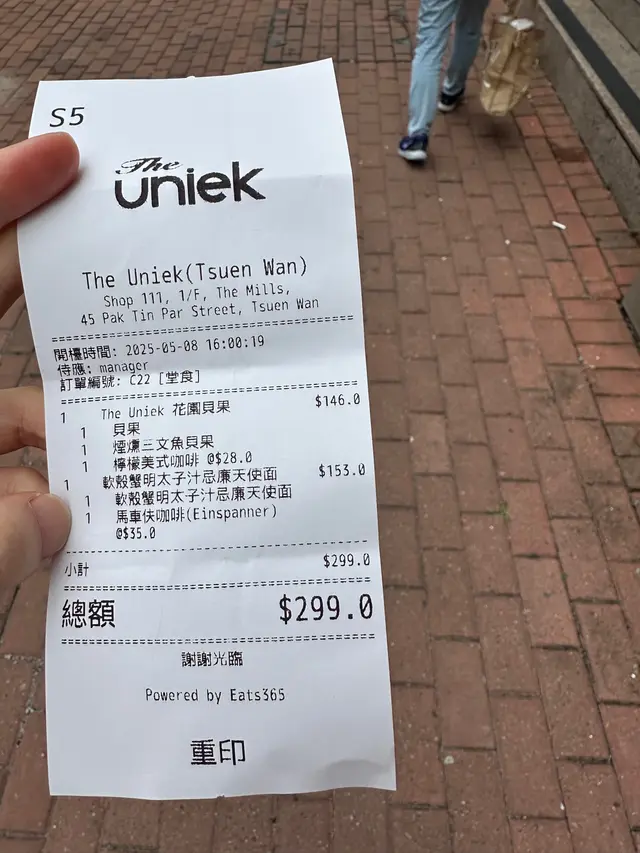 S5
The
uniek
The Uniek(Tsuen Wan)
Shop 111, 1/F, The Mills,
45 Pak Tin Par Street, Tsuen Wan
開檯時間: 2025-05-08 16:00:19
侍應: manager
訂單編號: C22 [堂食]
1 The Uniek 花園貝果 $146.0
1 貝果
1 煙燻三文魚貝果
1 檸檬美式咖啡 @$28.0
1 軟殼蟹明太子汁忌廉天使面 $153.0
1 軟殼蟹明太子汁忌廉天使面
1 馬車伕咖啡(Einspanner)
@$35.0
小計 $299.0
總額 $299.0
謝謝光臨
Powered by Eats365
重印